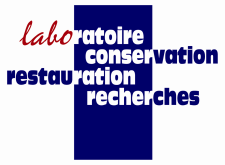 laboratoire
conservation
restauration
recherches